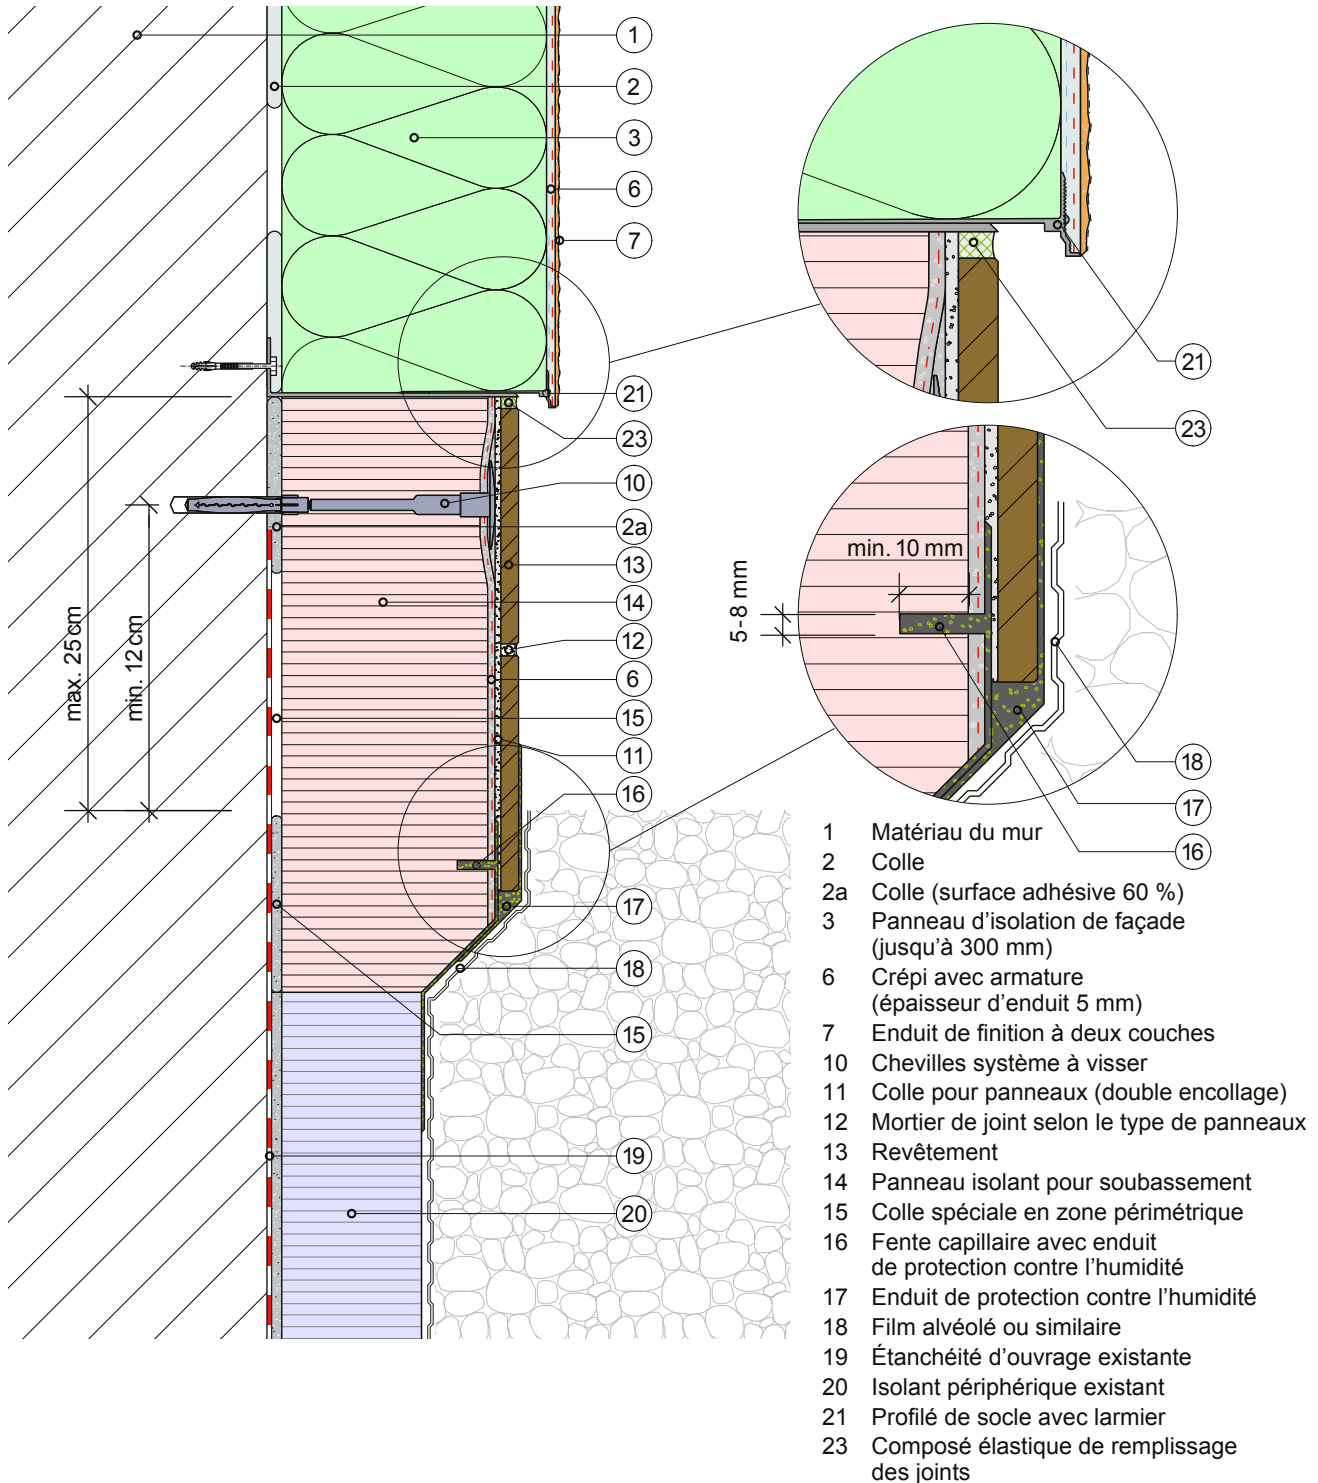 1
2
3
6
7
21
23
10
2a
13
14
12
6
15
11
16
17
18
15
19
20
max. 25 cm
min. 12 cm
21
23
min. 10 mm
5 - 8 mm
18
17
16
1 Matériau du mur
2 Colle
2a Colle (surface adhésive 60 %)
3 Panneau d’isolation de façade
(jusqu’à 300 mm)
6 Crépi avec armature
(épaisseur d’enduit 5 mm)
7 Enduit de finition à deux couches
10 Chevilles système à visser
11 Colle pour panneaux (double encollage)
12 Mortier de joint selon le type de panneaux
13 Revêtement
14 Panneau isolant pour soubassement
15 Colle spéciale en zone périmétrique
16 Fente capillaire avec enduit
de protection contre l’humidité
17 Enduit de protection contre l’humidité
18 Film alvéolé ou similaire
19 Étanchéité d’ouvrage existante
20 Isolant périphérique existant
21 Profilé de socle avec larmier
23 Composé élastique de remplissage
des joints